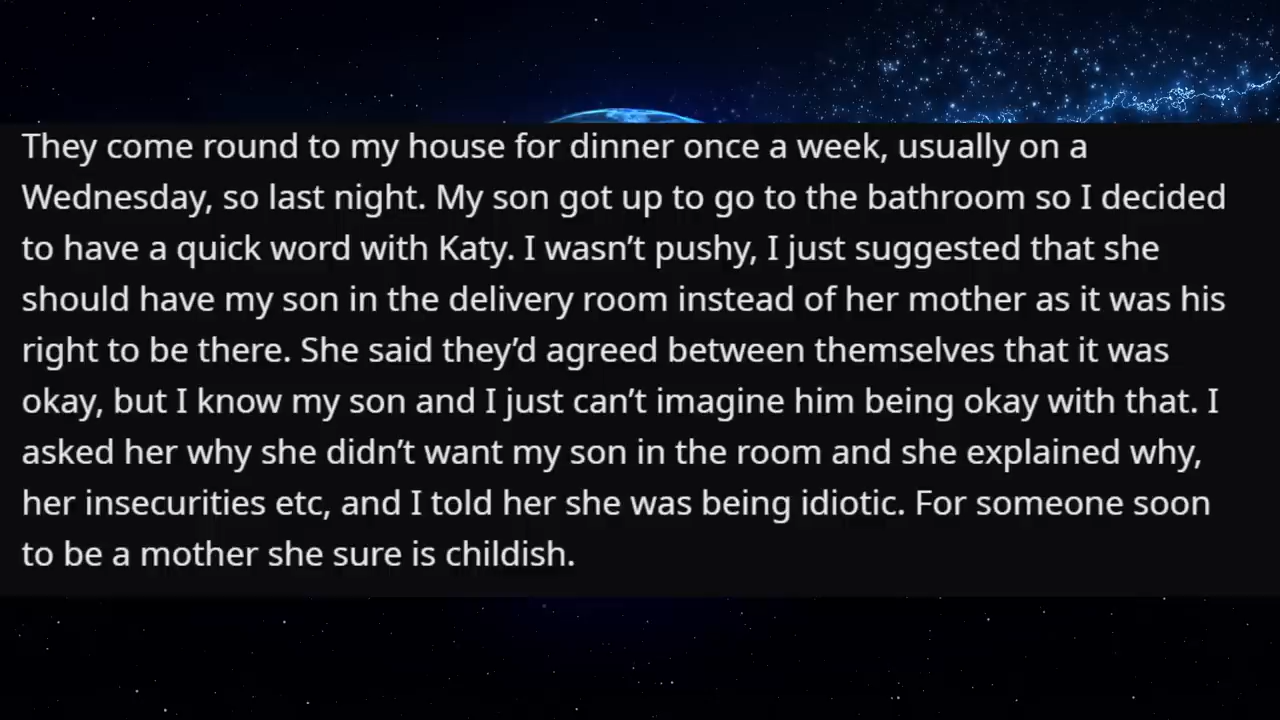 They come round to my house for dinner once a week, usually on a
Wednesday, so last night. My son got up to go to the bathroom so I decided
to have a quick word with Katy. I wasn’t pushy, I just suggested that she
should have my son in the delivery room instead of her mother as it was his
right to be there. She said they’d agreed between themselves that it was
okay, but I know my son and I just can’t imagine him being okay with that. I
asked her why she didn’t want my son in the room and she explained why,
her insecurities etc, and I told her she was being idiotic. For someone soon
to be a mother she sure is childish.